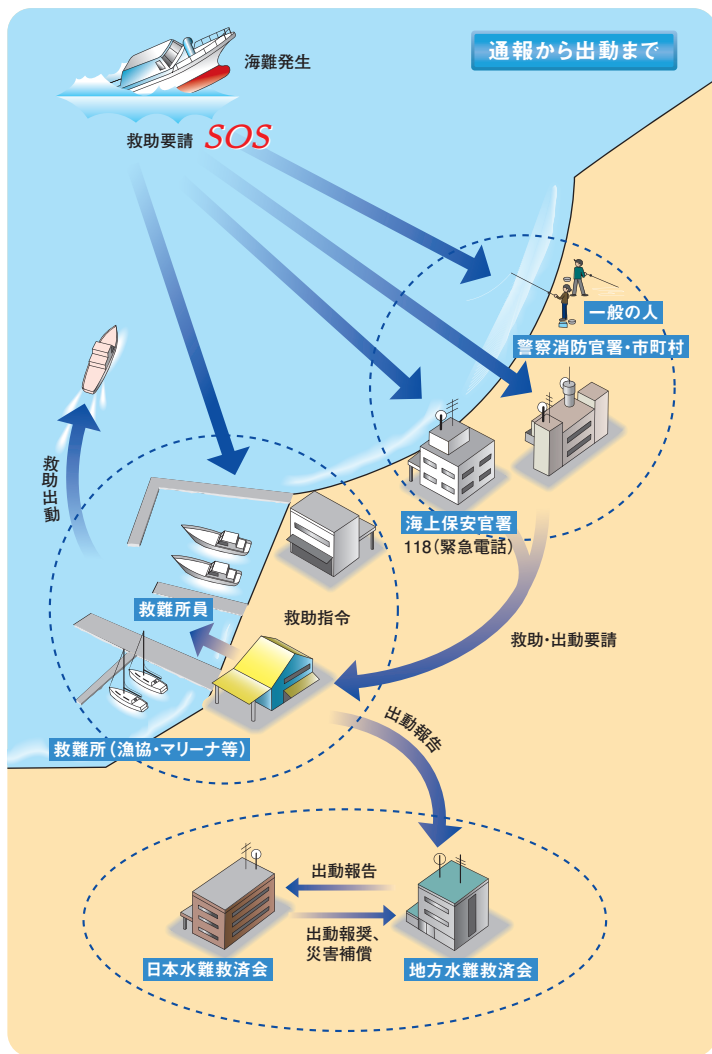 通報から出動まで
海難発生
救助要請 SOS
一般の人
警察消防官署・市町村
海上保安官署
118（緊急電話）
救助・出動要請
救助出動
救難所員
救助指令
救難所（漁協・マリーナ等）
出動報告
出動報告
出動報奨、
災害補償
日本水難救済会
地方水難救済会